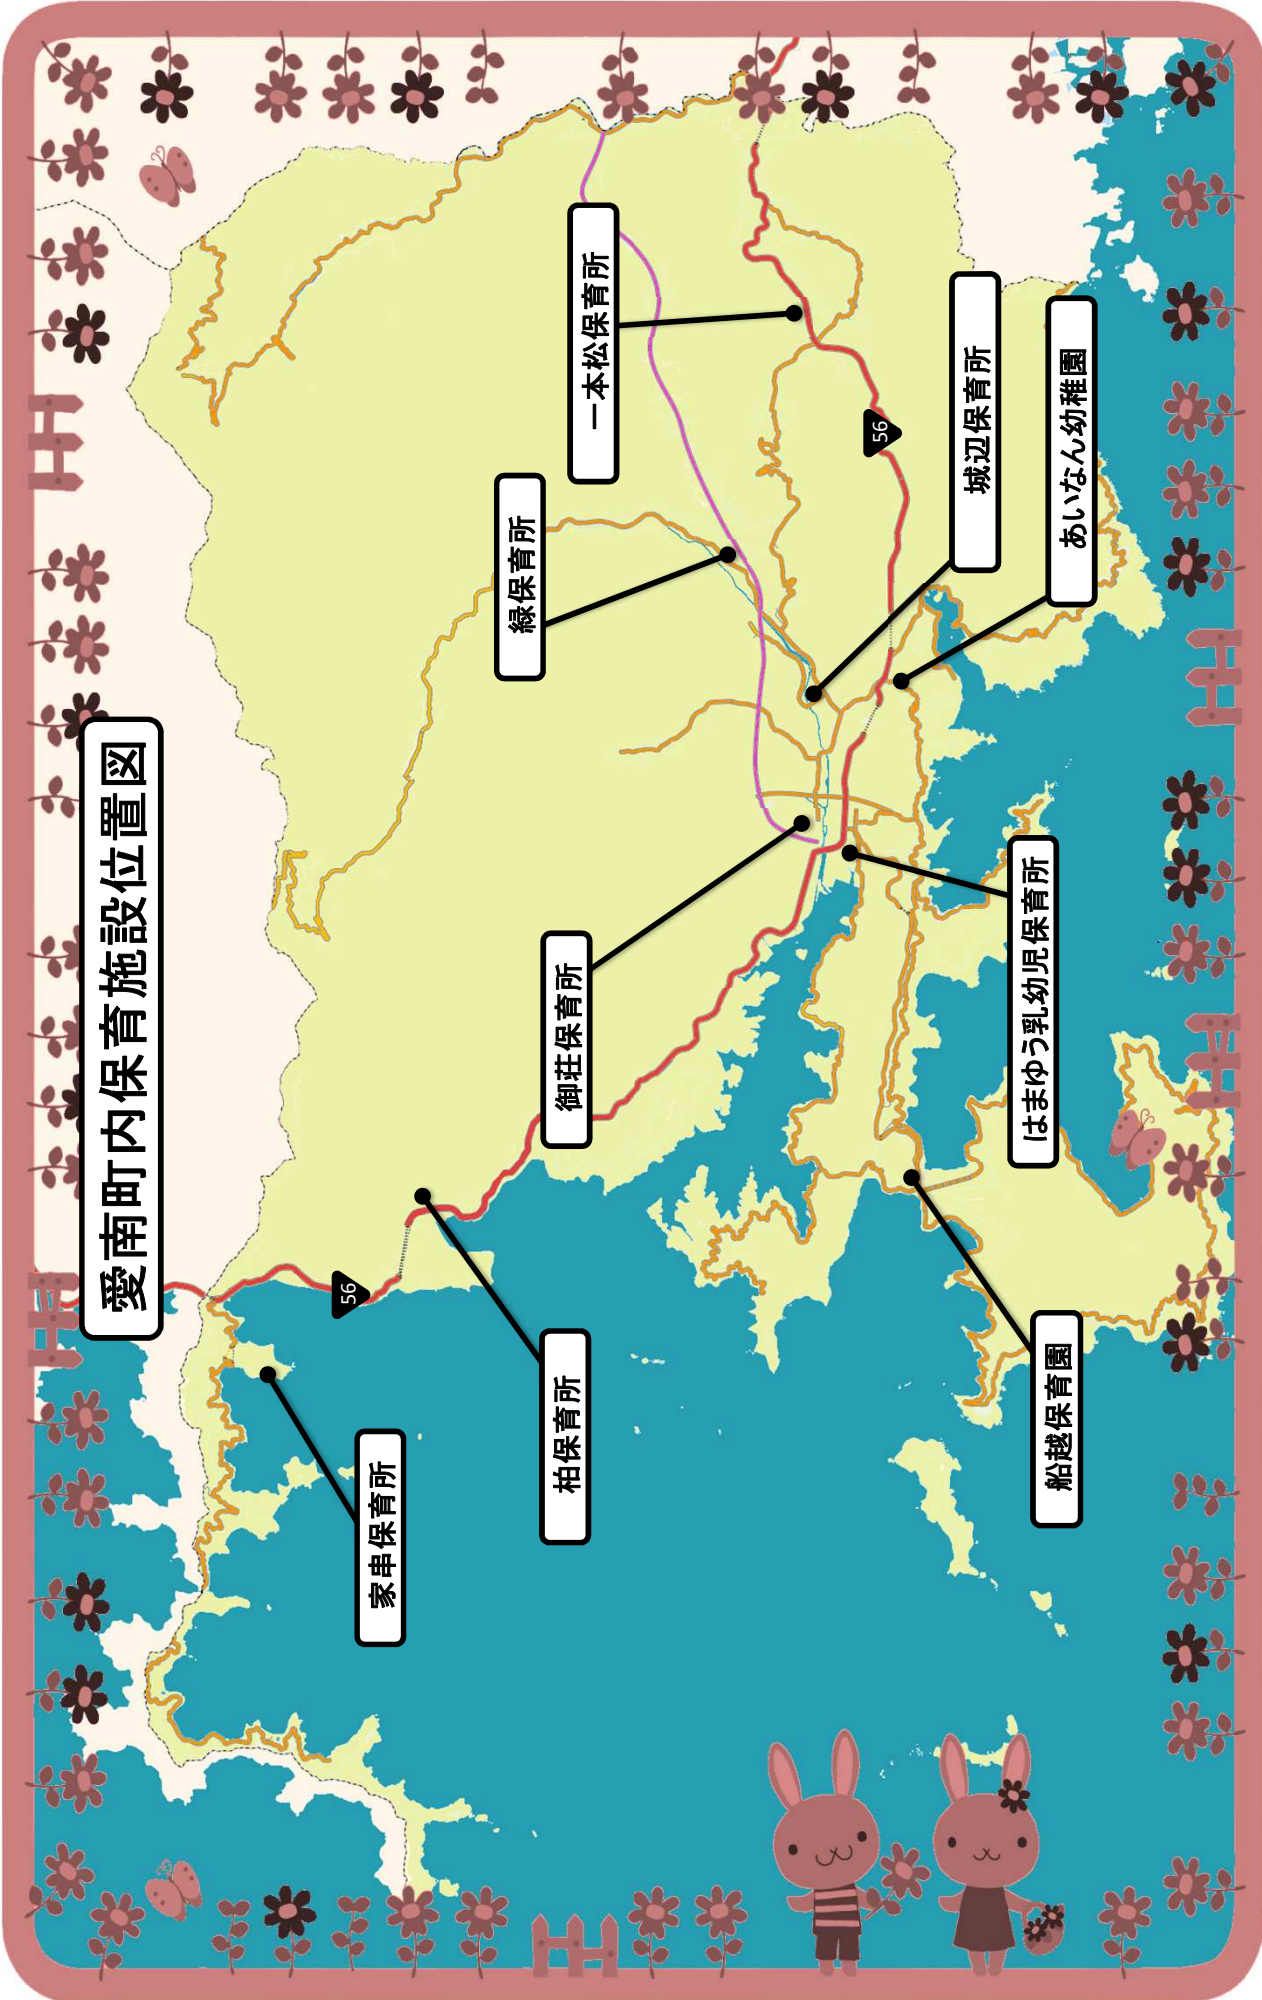 愛南町内保育施設位置図
家串保育所
56
柏保育所
御荘保育所
緑保育所
一本松保育所
56
城辺保育所
あいなん幼稚園
はまゆう乳幼児保育所
船越保育園